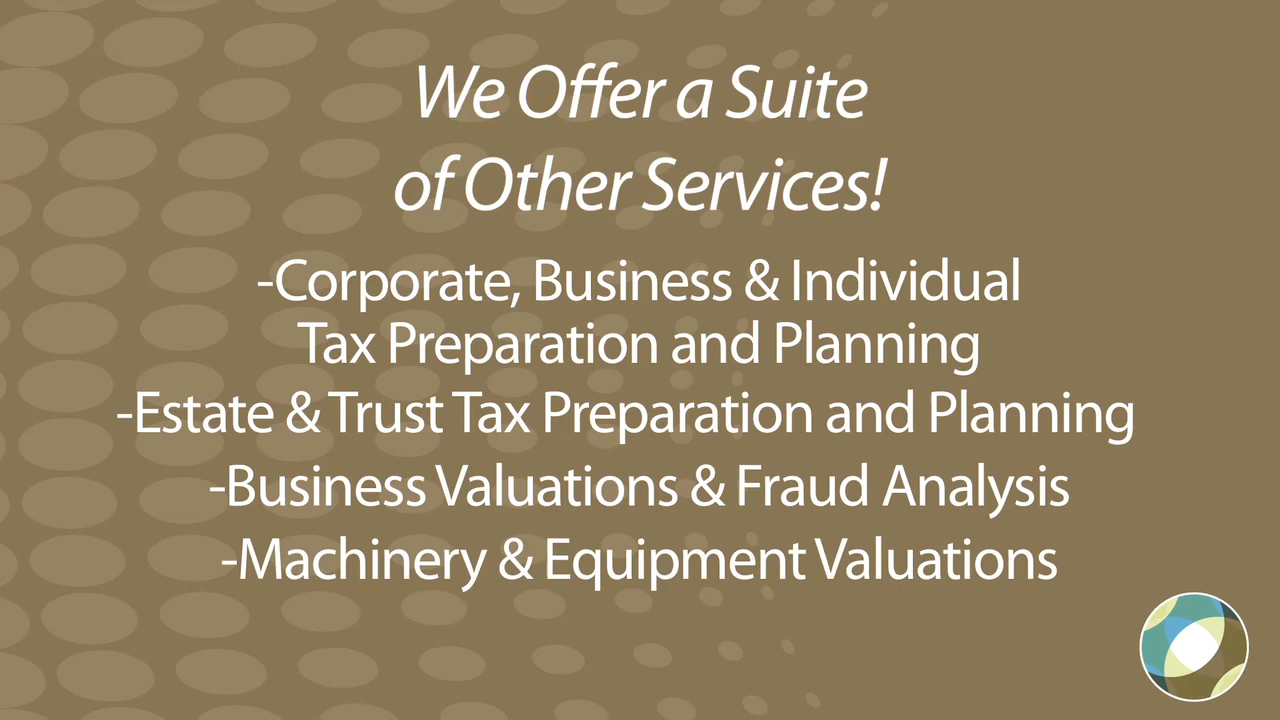 We Offer a Suite
of Other Services!
-Corporate, Business & Individual
Tax Preparation and Planning
-Estate & Trust Tax Preparation and Planning
-Business Valuations & Fraud Analysis
-Machinery & Equipment Valuations